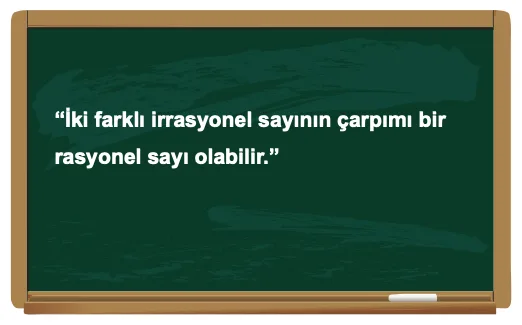 “İki farklı irrasyonel sayının çarpımı bir
rasyonel sayı olabilir.”